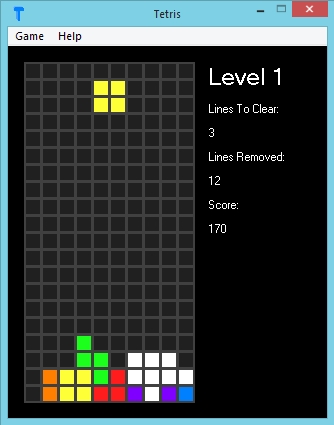 Tetris
Game Help
Level 1
Lines To Clear:
3
Lines Removed:
12
Score:
170